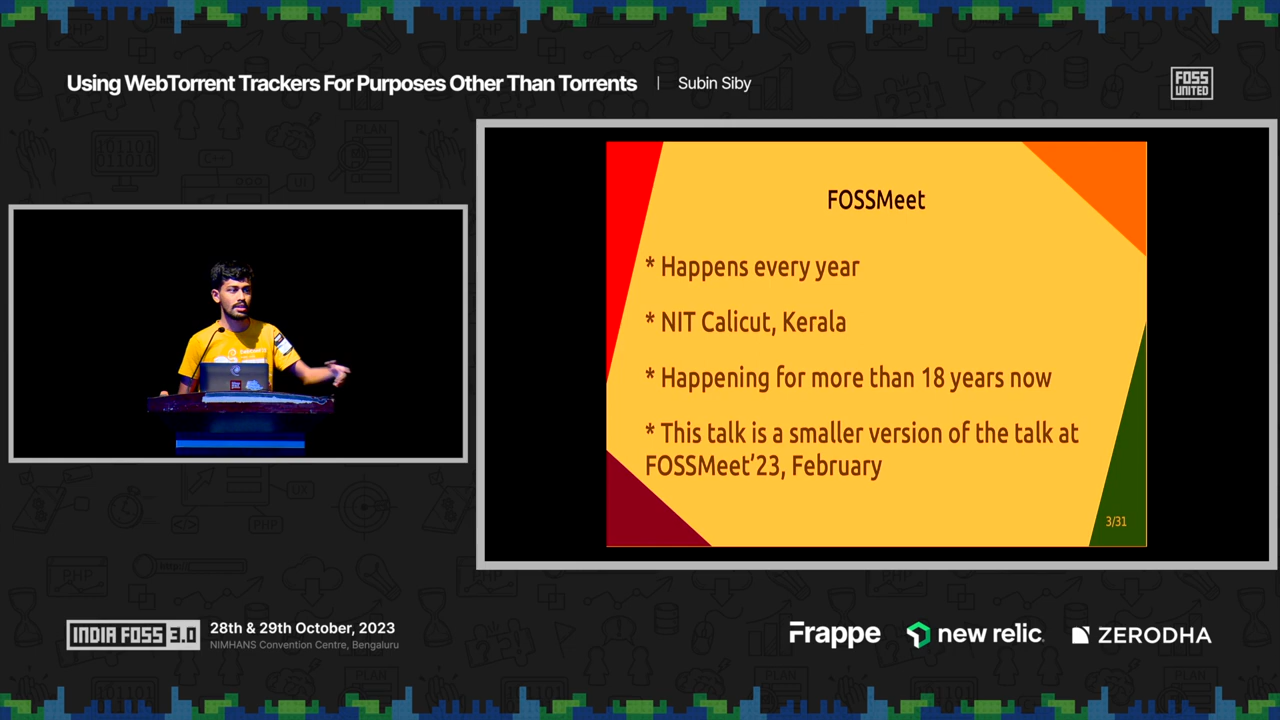 Using WebTorrent Trackers For Purposes Other Than Torrents | Subin Siby
FOSS
UNITED
FOSSMeet
* Happens every year
* NIT Calicut, Kerala
* Happening for more than 18 years now
* This talk is a smaller version of the talk at
FOSSMeet'23, February
3/31
INDIA FOSS 3.0
28th & 29th October, 2023
NIMHANS Convention Centre, Bengaluru
Frappe
new relic
ZERODHA